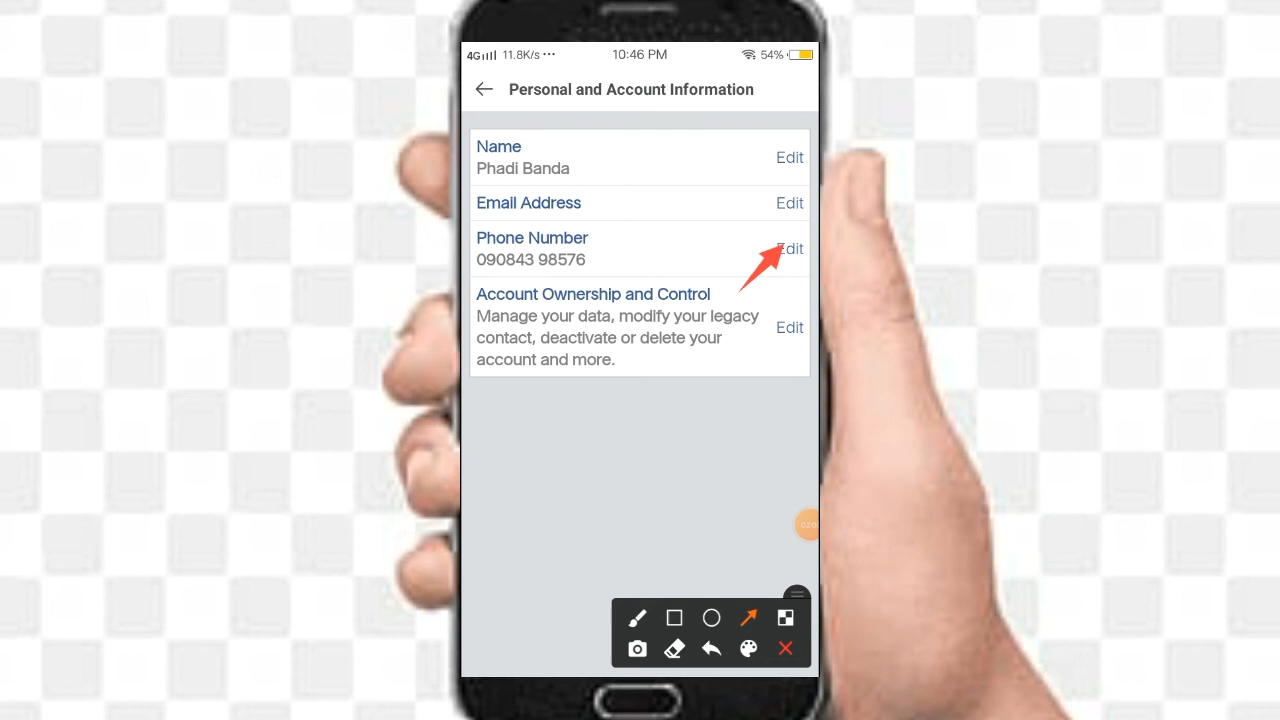 4G 11.8K/s ••• 10:46 PM 54%
Personal and Account Information
Name
Phadi Banda
Edit
Email Address
Edit
Phone Number
090843 98576
Edit
Account Ownership and Control
Manage your data, modify your legacy
contact, deactivate or delete your
account and more.
Edit